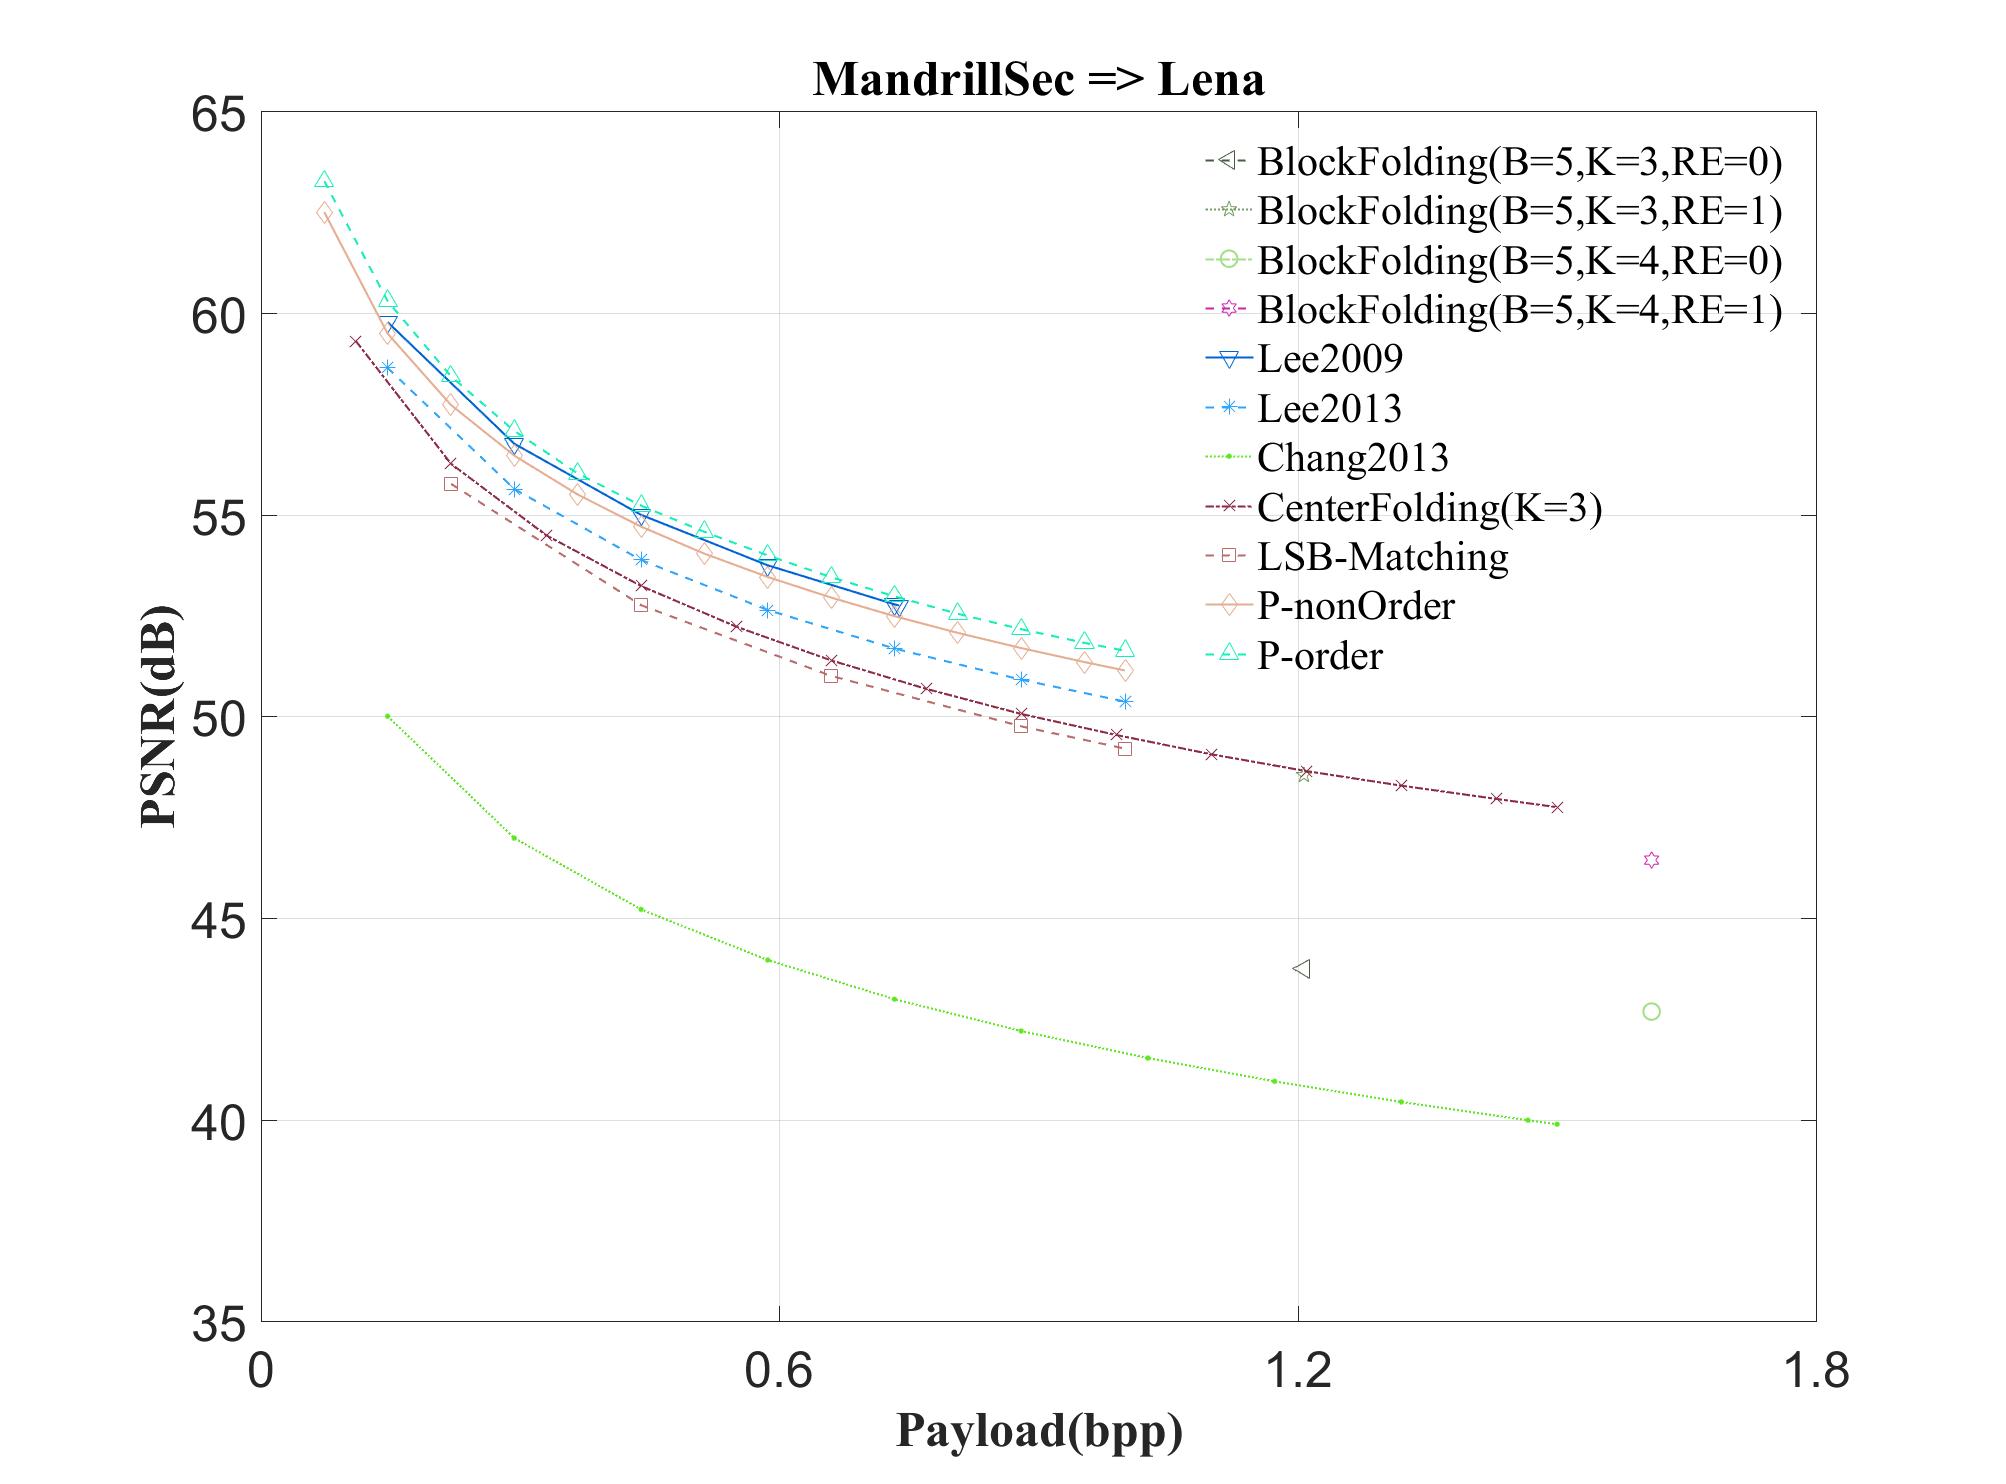 MandrillSec => Lena
65
60
55
50
45
40
35
PSNR(dB)
BlockFolding(B=5,K=3,RE=0)
BlockFolding(B=5,K=3,RE=1)
BlockFolding(B=5,K=4,RE=0)
BlockFolding(B=5,K=4,RE=1)
Lee2009
Lee2013
Chang2013
CenterFolding(K=3)
LSB-Matching
P-nonOrder
P-order
0 0.6 1.2 1.8
Payload(bpp)